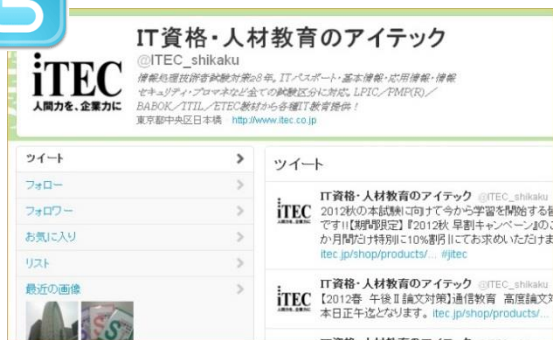 IT資格・人材教育のアイテック
@ITEC_shikaku
情報処理技術者試験対策28年。ITパスポート・基本情報・応用情報・情報
セキュリティ・プロマネなど全ての試験区分に対応。LPIC／PMP(R)／
BABOK／ITIL／ETEC教材から各種IT教育提供！
東京都中央区日本橋 http://www.itec.co.jp
iTEC
人間力を、企業力に
ツイート
フォロー
フォロワー
お気に入り
リスト
最近の画像
ツイート
IT資格・人材教育のアイテック @ITEC_shikaku
iTEC
2012秋の本試験に向けて今から学習を開始する
です!!【期間限定】『2012秋 早割キャンペーン』のご
か月間だけ特別に10%割引にてお求めいただけま
itec.jp/shop/products/... #jitec
IT資格・人材教育のアイテック @ITEC_shikaku
iTEC
【2012春 午後Ⅱ論文対策】通信教育 高度論文対
本日正午迄となります。itec.jp/shop/products/...